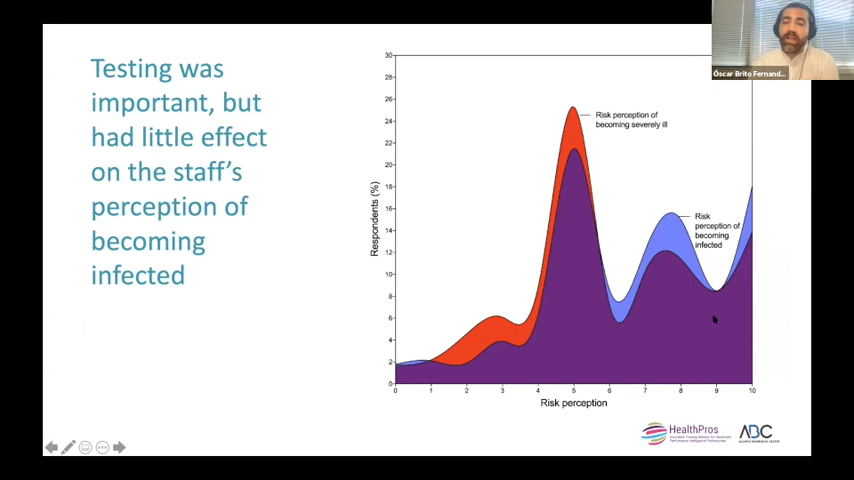 Óscar Brito Fernand...
Testing was
important, but
had little effect
on the staff's
perception of
becoming
infected
30
28
26
24
22
20
18
16
14
12
10
8
6
4
2
0
Respondents (%)
Risk perception of
becoming severely ill
Risk
perception of
becoming
infected
0 1 2 3 4 5 6 7 8 9 10
Risk perception
HealthPros
ABC